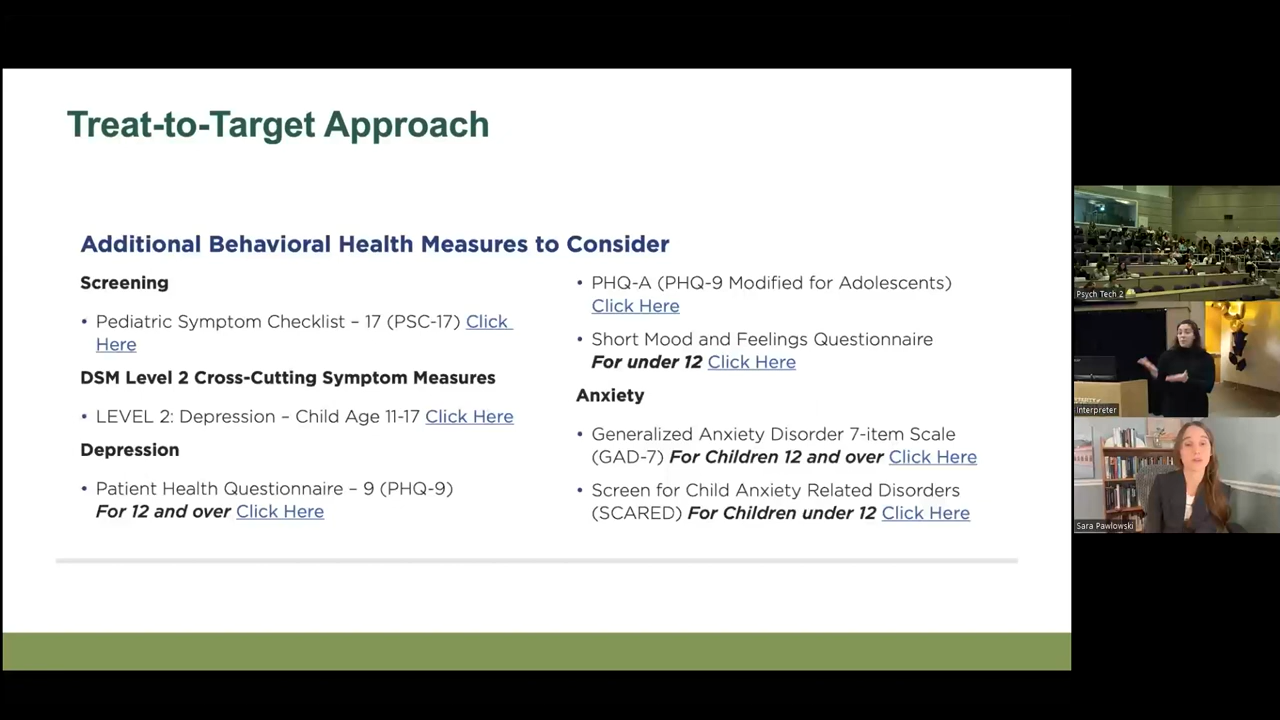 Treat-to-Target Approach
Additional Behavioral Health Measures to Consider
Screening
• Pediatric Symptom Checklist – 17 (PSC-17) Click
Here
DSM Level 2 Cross-Cutting Symptom Measures
• LEVEL 2: Depression – Child Age 11-17 Click Here
Depression
• Patient Health Questionnaire – 9 (PHQ-9)
For 12 and over Click Here
• PHQ-A (PHQ-9 Modified for Adolescents)
Click Here
• Short Mood and Feelings Questionnaire
For under 12 Click Here
Anxiety
• Generalized Anxiety Disorder 7-item Scale
(GAD-7) For Children 12 and over Click Here
• Screen for Child Anxiety Related Disorders
(SCARED) For Children under 12 Click Here
Psych Tech 2
Interpreter
Sara Pawlowski